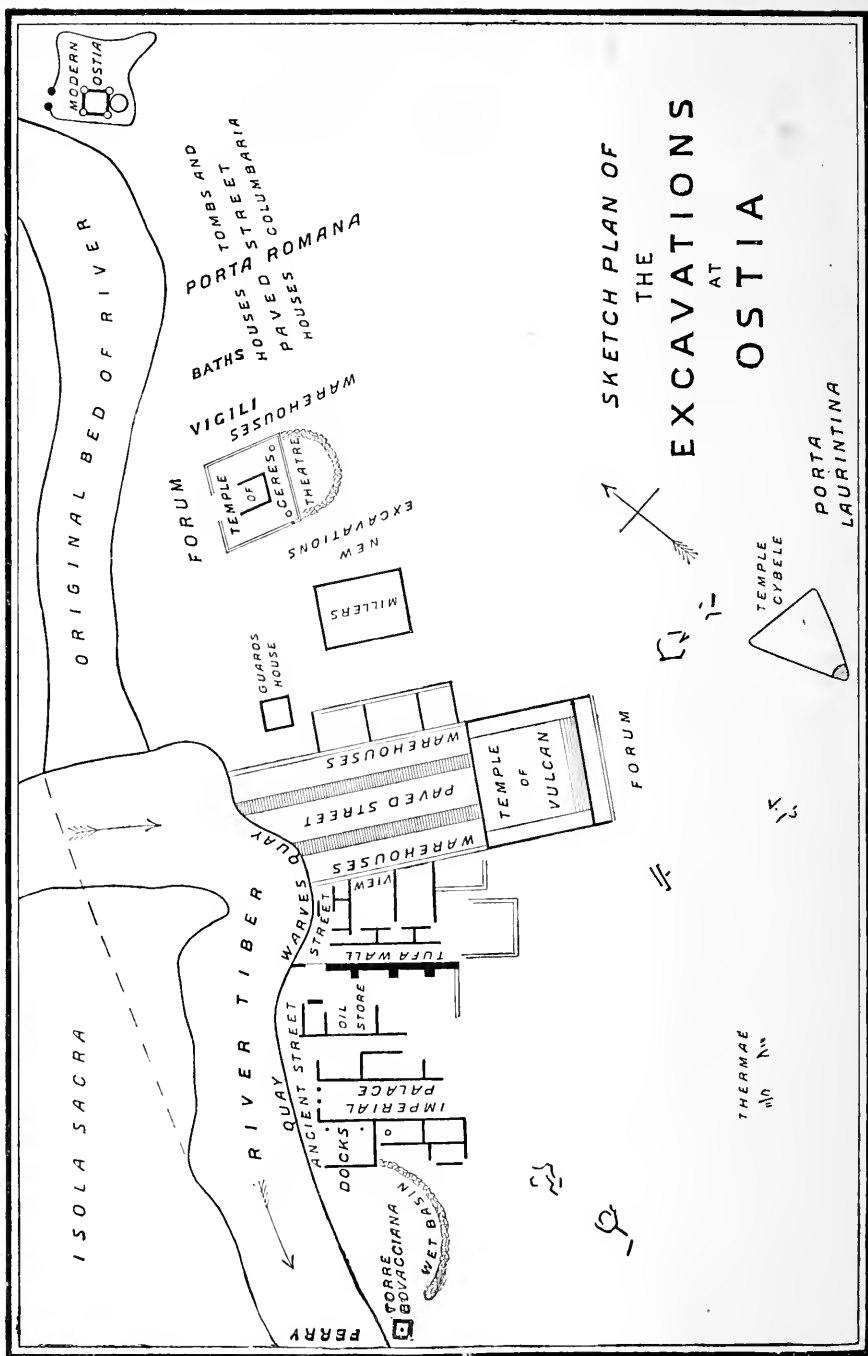 SKETCH PLAN OF
THE
EXCAVATIONS
AT
OSTIA
MODERN
OSTIA
ORIGINAL BED OF RIVER
TOMBS AND
HOUSES STREET
PORTA ROMANA
PAVED COLUMBARIA
HOUSES
BATHS
VIGILI
WAREHOUSES
FORUM
TEMPLE
OF
CERES
THEATRE
NEW
EXCAVATIONS
MILLERS
GUARDS
HOUSE
WAREHOUSES
PAVED STREET
WAREHOUSES
TEMPLE
OF
VULCAN
FORUM
TEMPLE
CYBELE
PORTA
LAURINTINA
THERMAE
ISOLA SACRA
RIVER TIBER
QUAY
WARVES
STREET
VIEW
TUFA WALL
OIL
STORE
QUAY
ANCIENT STREET
IMPERIAL
PALACE
DOCKS
WET BASIN
TORRE
BOVACCIANA
FERRY